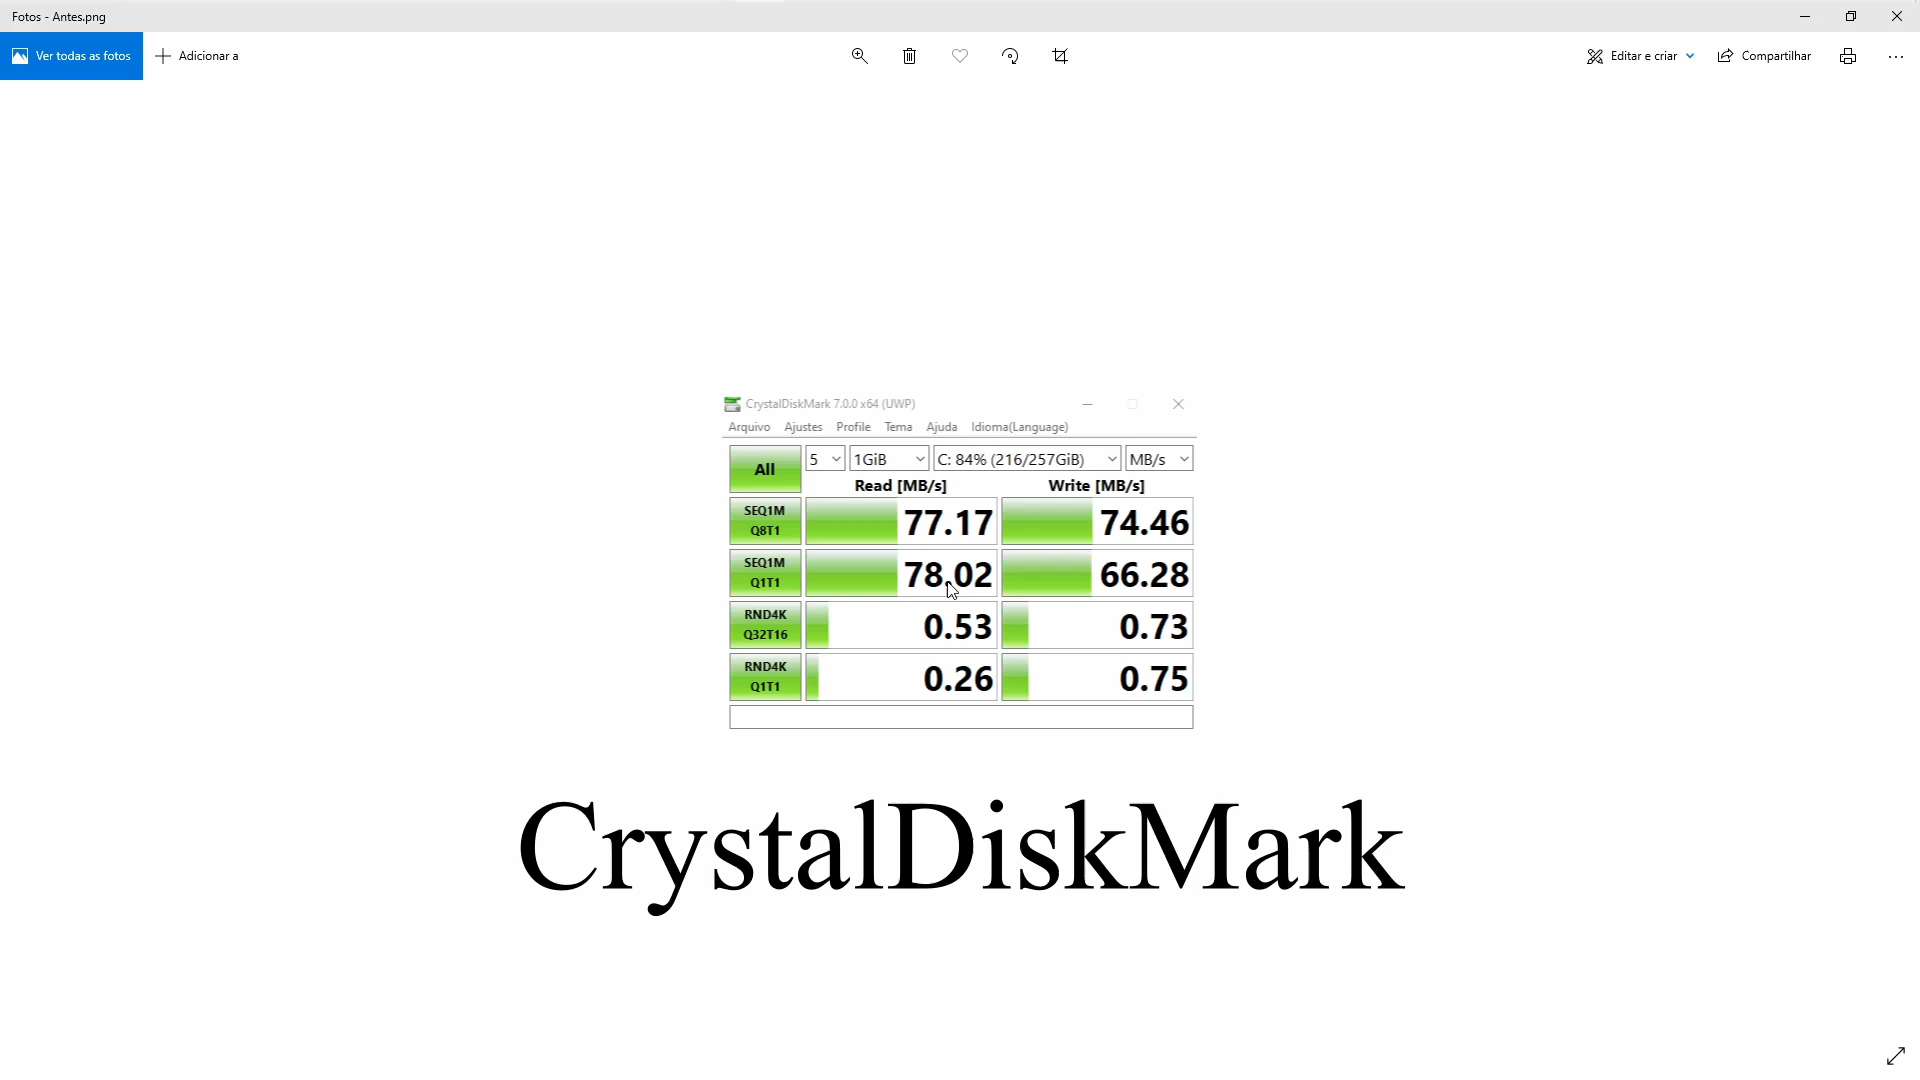 Fotos - Antes.png
Ver todas as fotos
Adicionar a
Editar e criar
Compartilhar
CrystalDiskMark 7.0.0 x64 (UWP)
Arquivo Ajustes Profile Tema Ajuda Idioma(Language)
All 5 1GiB C: 84% (216/257GiB) MB/s
Read [MB/s] Write [MB/s]
SEQ1M
Q8T1
77.17 74.46
SEQ1M
Q1T1
78.02 66.28
RND4K
Q32T16
0.53 0.73
RND4K
Q1T1
0.26 0.75
CrystalDiskMark